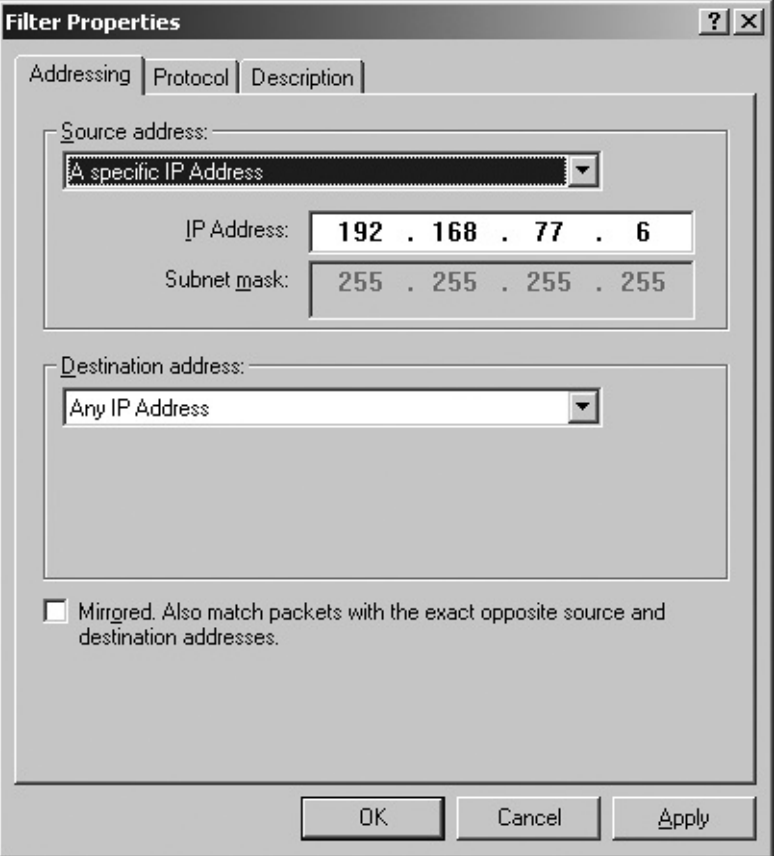 Filter Properties
Addressing Protocol Description
Source address:
A specific IP Address
IP Address: 192 . 168 . 77 . 6
Subnet mask: 255 . 255 . 255 . 255
Destination address:
Any IP Address
Mirrored. Also match packets with the exact opposite source and
destination addresses.
OK Cancel Apply